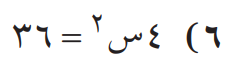 ٦) ٤س٢ = ٣٦